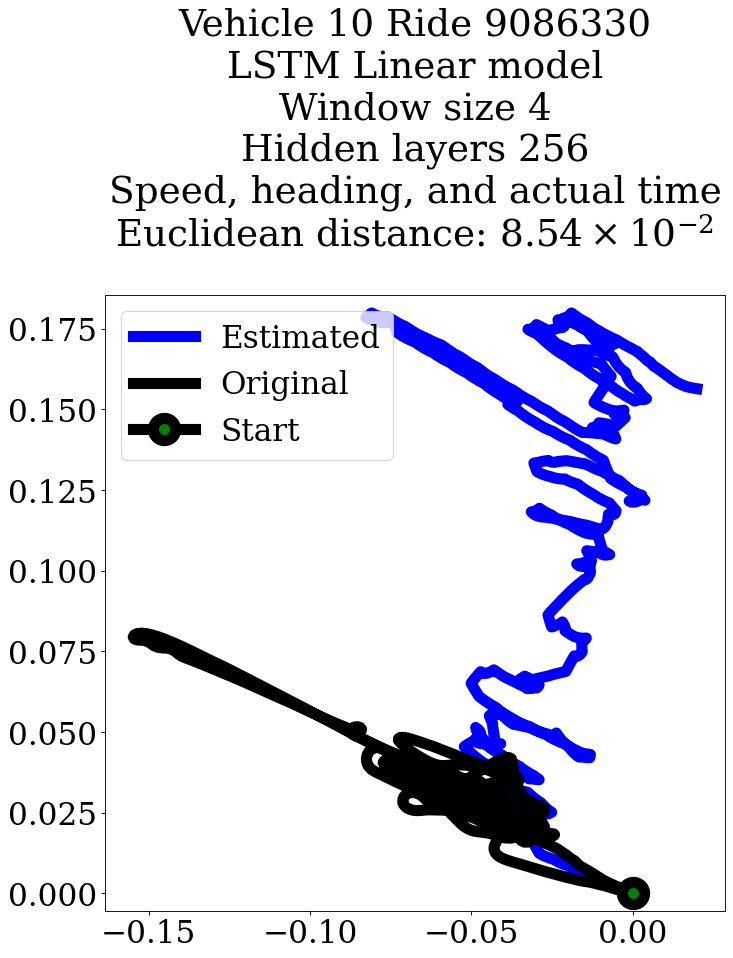 Vehicle 10 Ride 9086330
LSTM Linear model
Window size 4
Hidden layers 256
Speed, heading, and actual time
Euclidean distance: 8.54 × 10⁻²
Estimated
Original
Start
0.175
0.150
0.125
0.100
0.075
0.050
0.025
0.000
−0.15
−0.10
−0.05
0.00